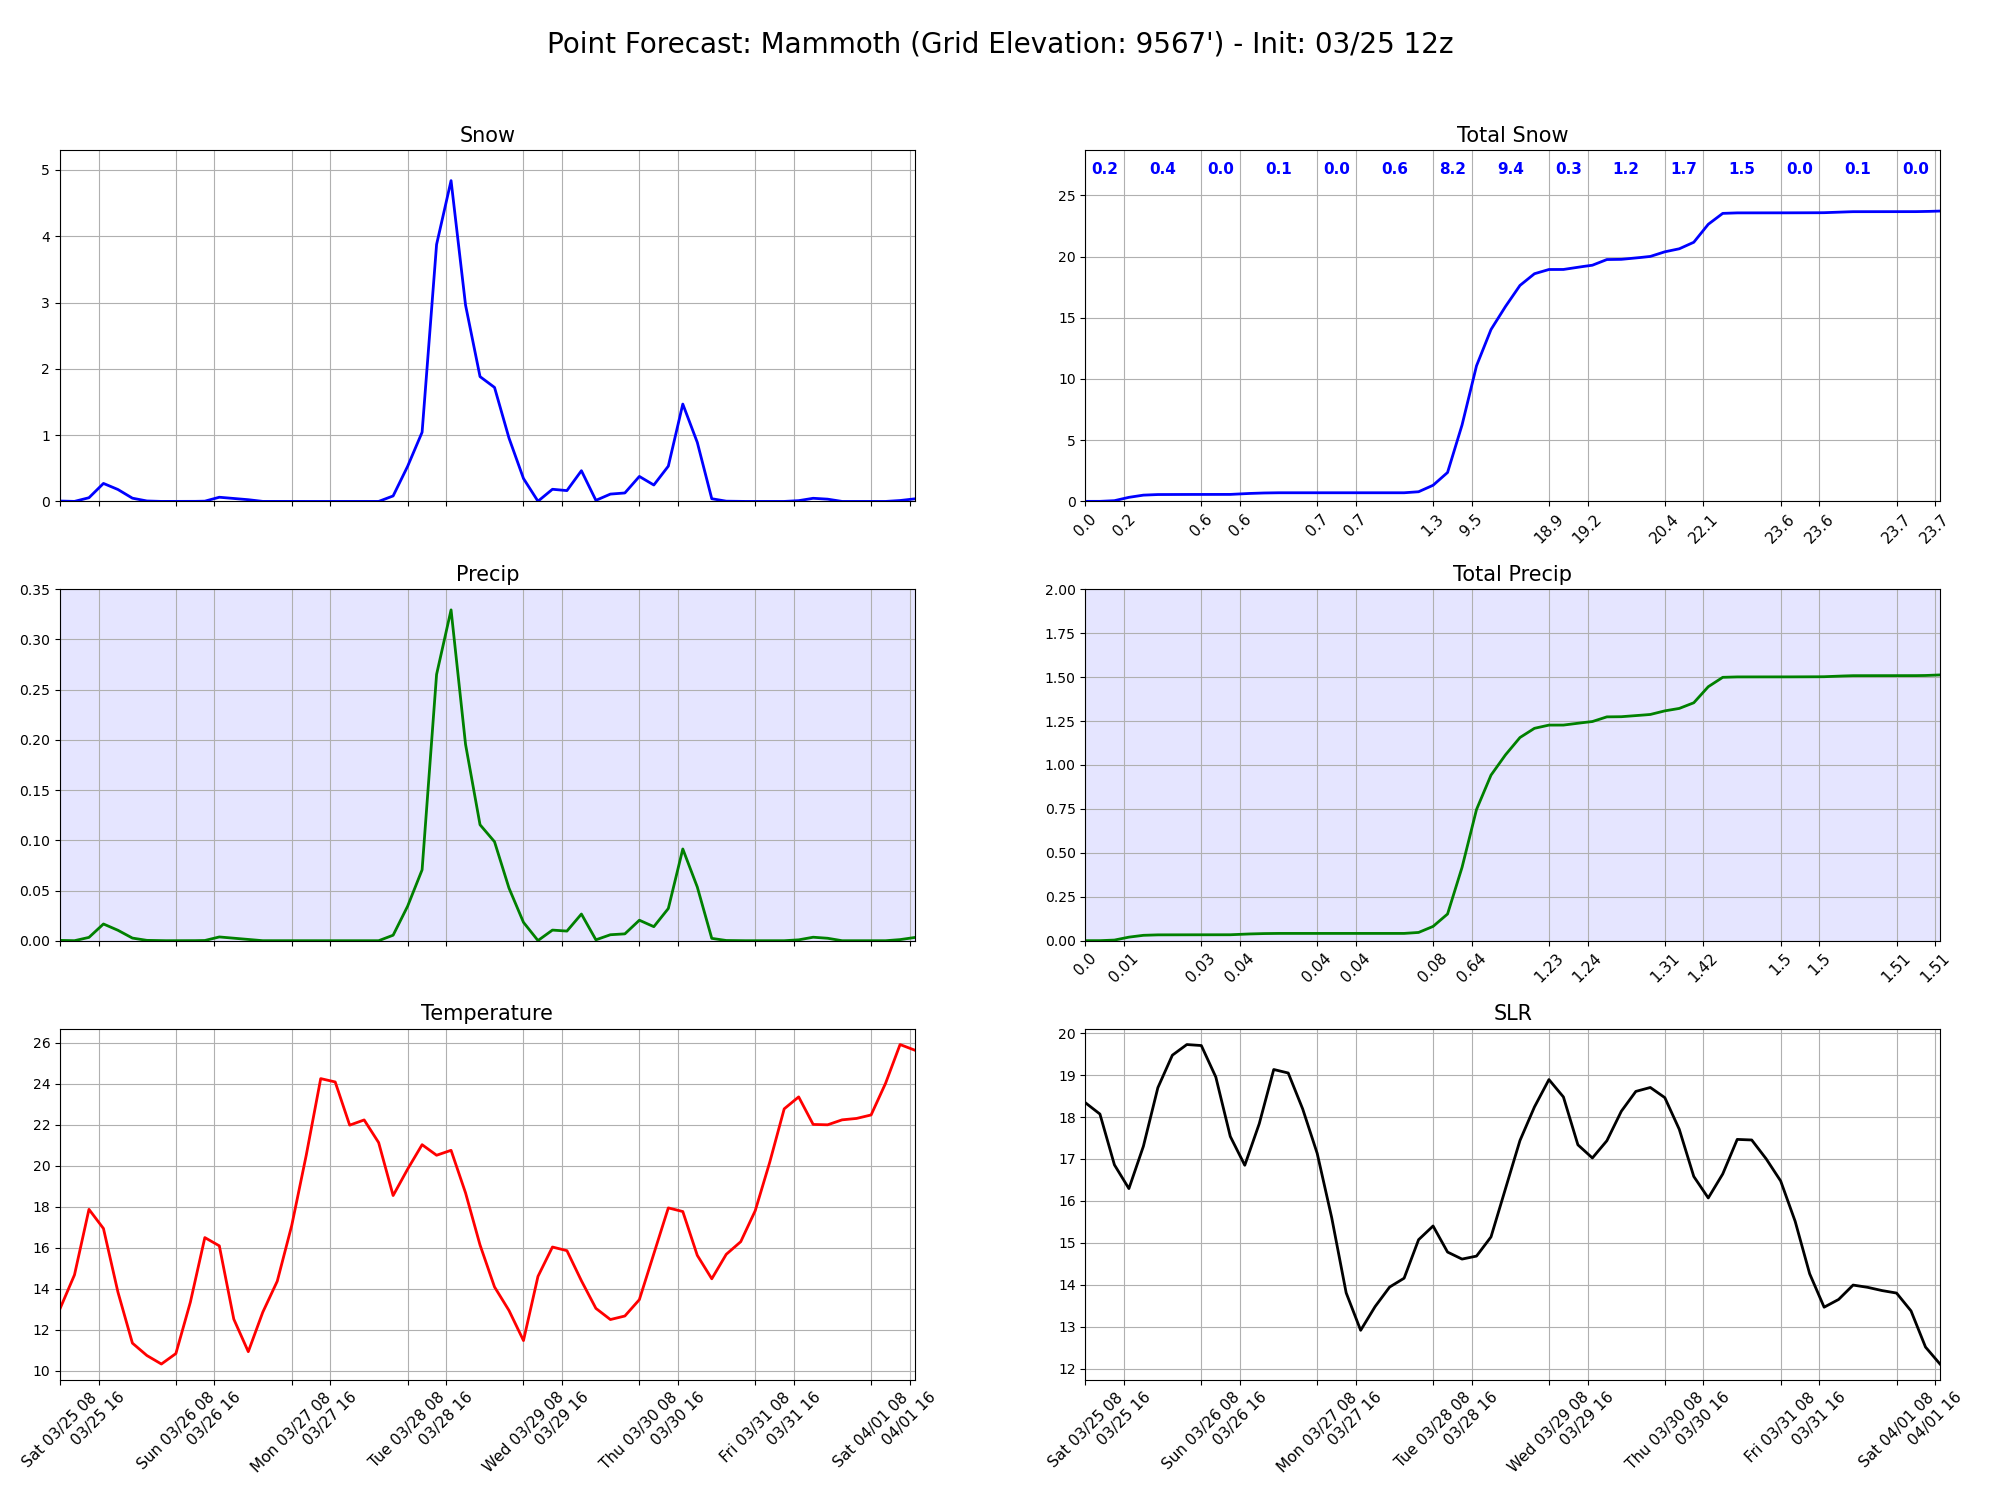 Point Forecast: Mammoth (Grid Elevation: 9567') - Init: 03/25 12z
Snow
5
4
3
2
1
0
Total Snow
0.2 0.4 0.0 0.1 0.0 0.6 8.2 9.4 0.3 1.2 1.7 1.5 0.0 0.1 0.0
25
20
15
10
5
0
0.0 0.2 0.6 0.6 0.7 0.7 1.3 9.5 18.9 19.2 20.4 22.1 23.6 23.6 23.7 23.7
Precip
0.35
0.30
0.25
0.20
0.15
0.10
0.05
0.00
Total Precip
2.00
1.75
1.50
1.25
1.00
0.75
0.50
0.25
0.00
0.0 0.01 0.03 0.04 0.04 0.04 0.08 0.64 1.23 1.24 1.31 1.42 1.5 1.5 1.51 1.51
Temperature
26
24
22
20
18
16
14
12
10
Sat 03/25 08
03/25 16
Sun 03/26 08
03/26 16
Mon 03/27 08
03/27 16
Tue 03/28 08
03/28 16
Wed 03/29 08
03/29 16
Thu 03/30 08
03/30 16
Fri 03/31 08
03/31 16
Sat 04/01 08
04/01 16
SLR
20
19
18
17
16
15
14
13
12
Sat 03/25 08
03/25 16
Sun 03/26 08
03/26 16
Mon 03/27 08
03/27 16
Tue 03/28 08
03/28 16
Wed 03/29 08
03/29 16
Thu 03/30 08
03/30 16
Fri 03/31 08
03/31 16
Sat 04/01 08
04/01 16